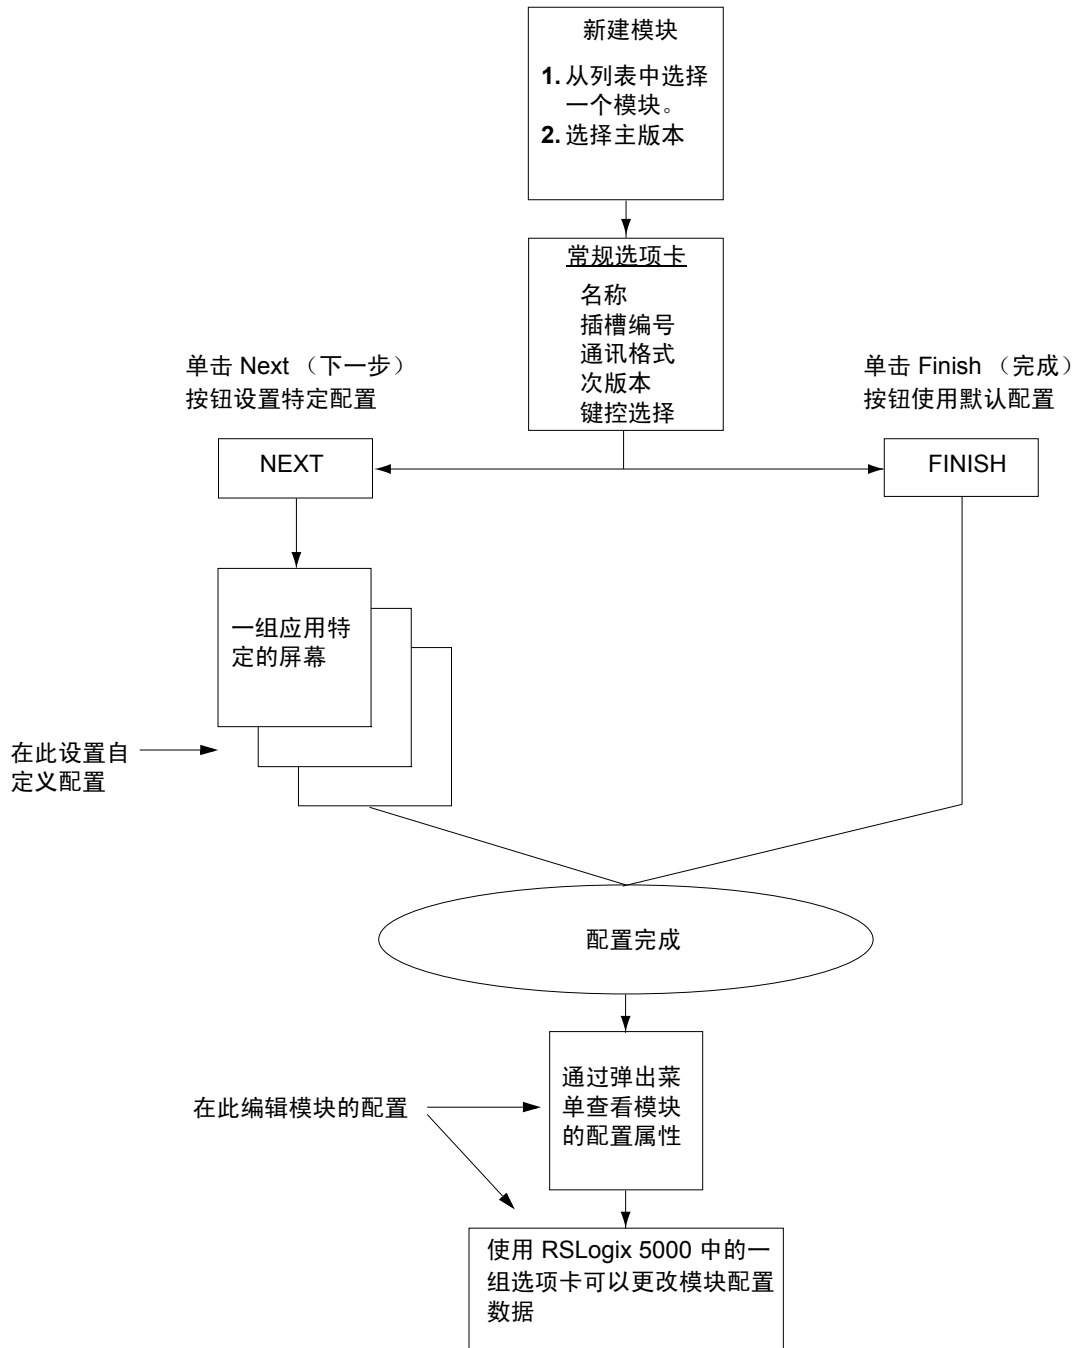 新建模块
1. 从列表中选择
一个模块。
2. 选择主版本
常规选项卡
名称
插槽编号
通讯格式
次版本
键控选择
单击 Next （下一步）
按钮设置特定配置
单击 Finish （完成）
按钮使用默认配置
NEXT
FINISH
一组应用特
定的屏幕
在此设置自
定义配置
配置完成
通过弹出菜
单查看模块
的配置属性
在此编辑模块的配置
使用 RSLogix 5000 中的一
组选项卡可以更改模块配置
数据